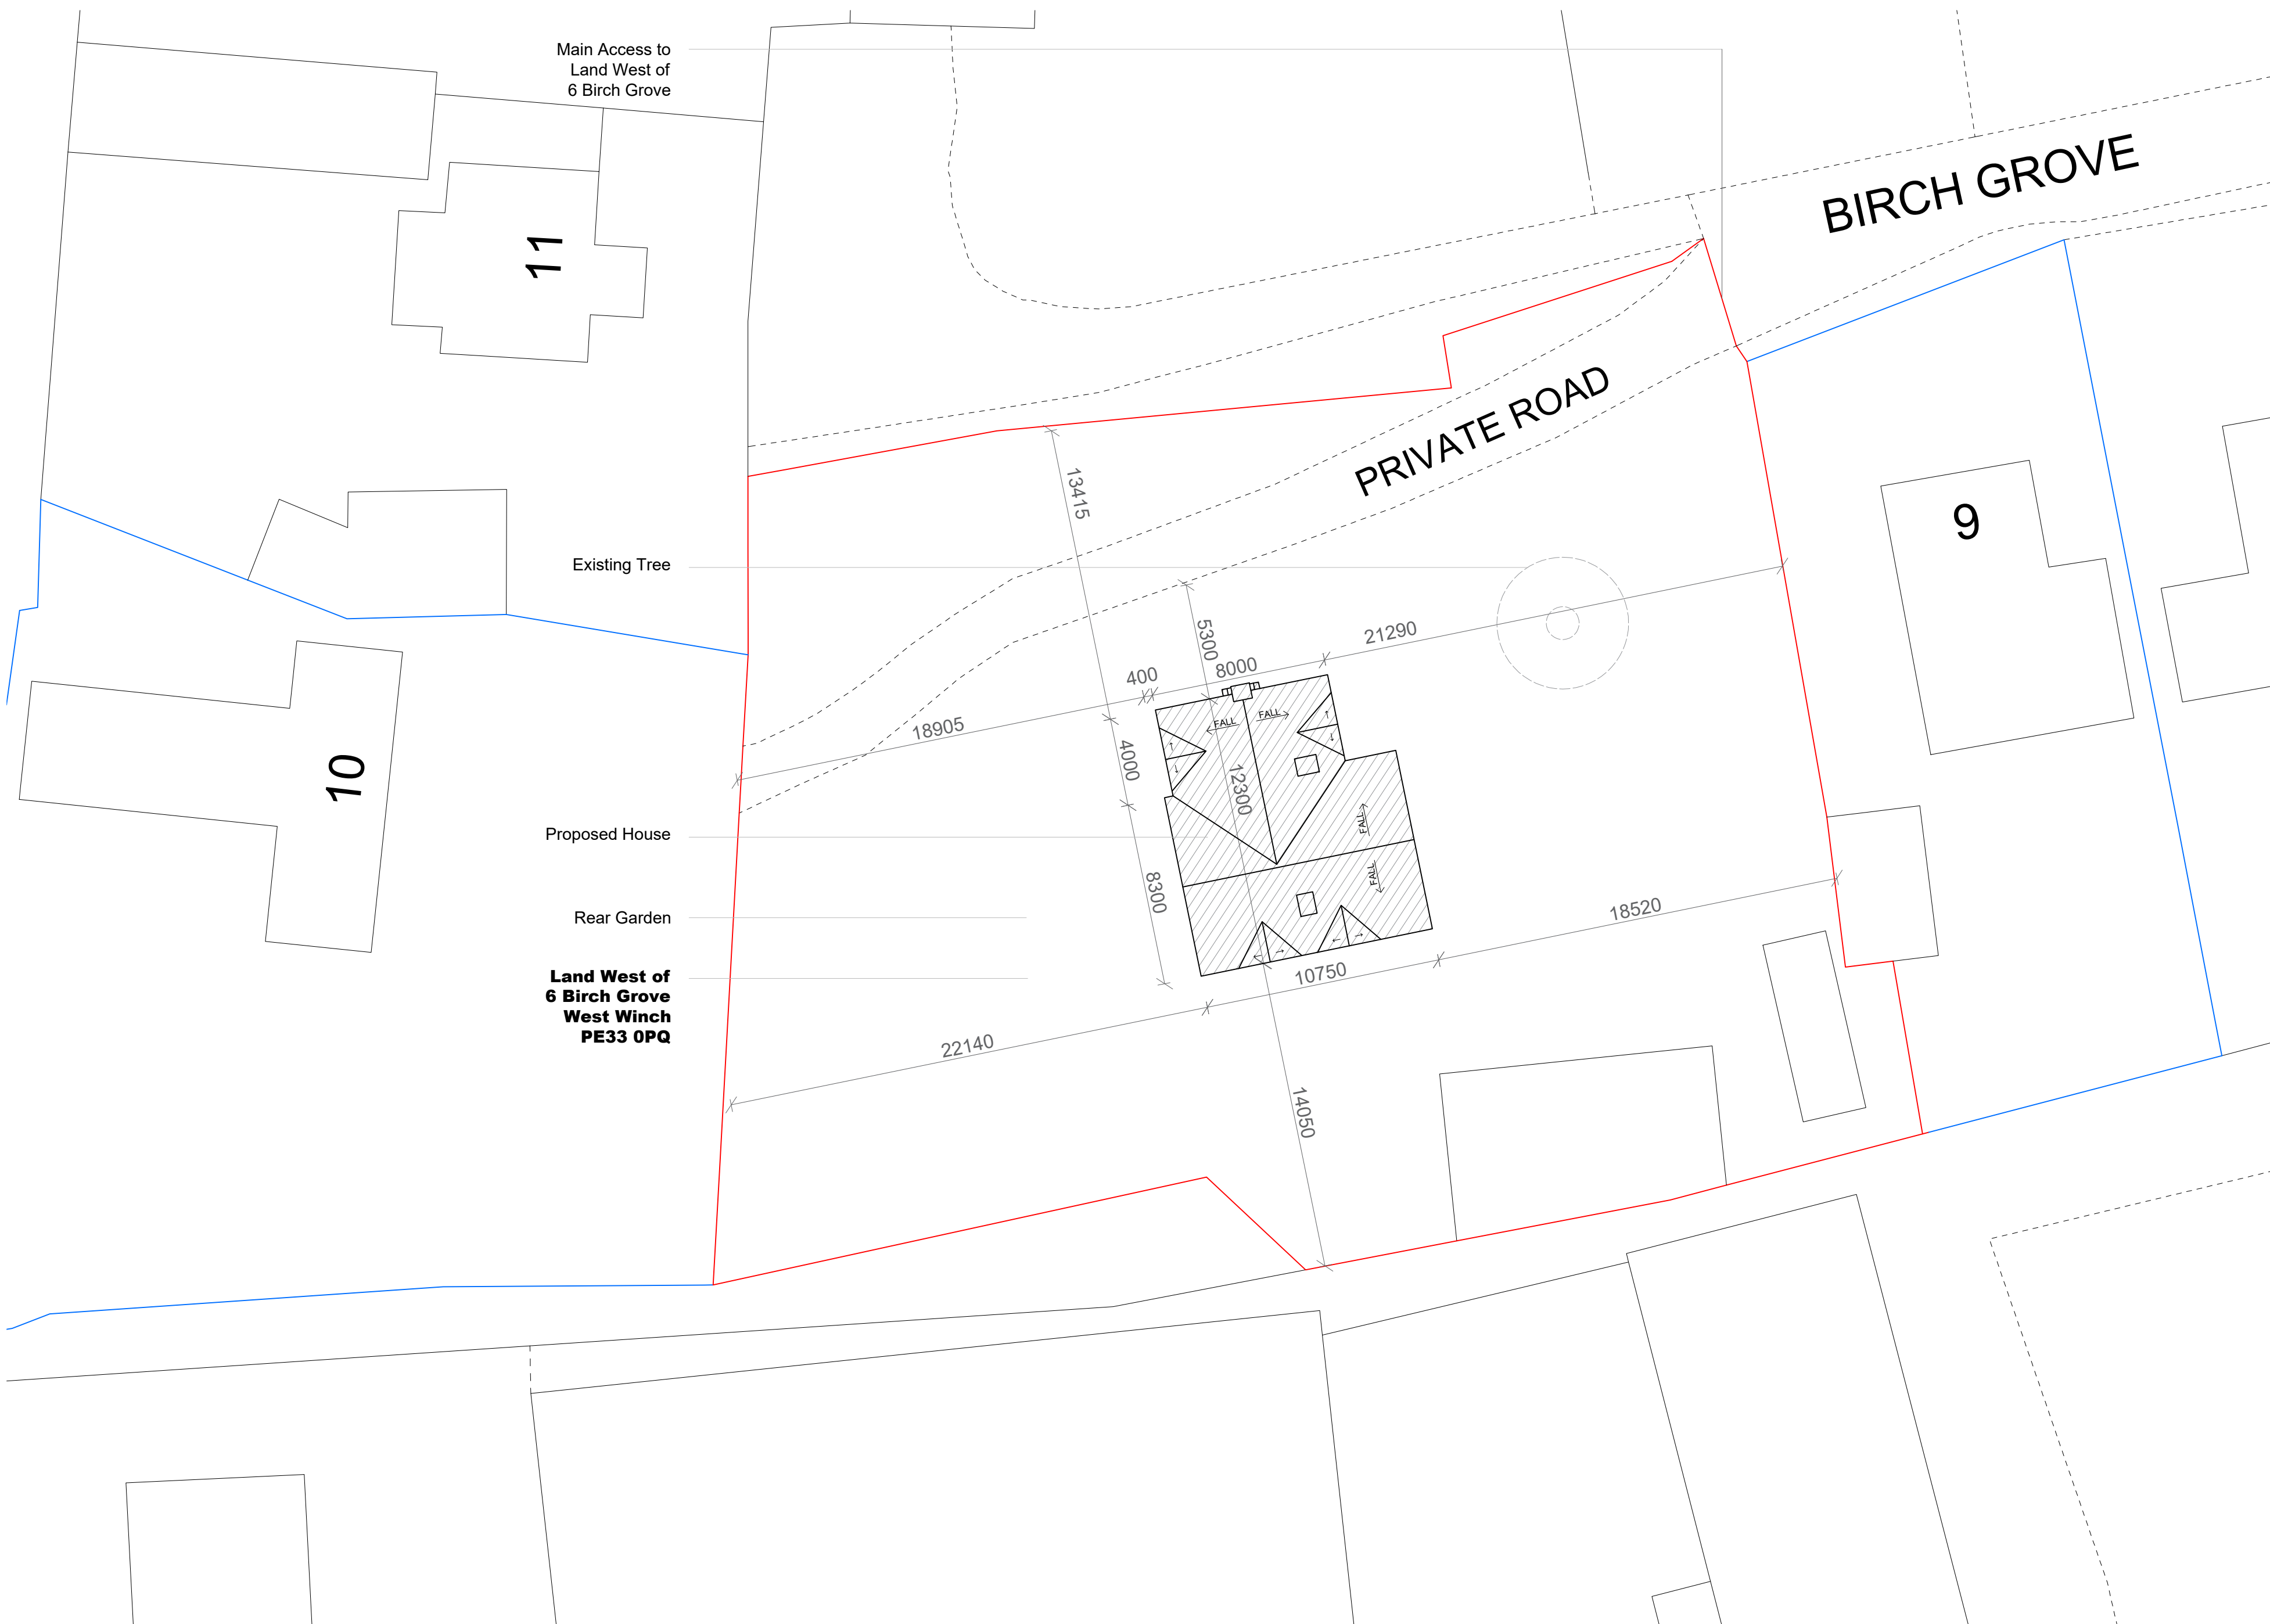 Main Access to
Land West of
6 Birch Grove
BIRCH GROVE
11
PRIVATE ROAD
13415
9
Existing Tree
5300
21290
8000
400
18905
FALL
FALL
4000
12300
10
Proposed House
FALL
FALL
8300
Rear Garden
18520
Land West of
6 Birch Grove
West Winch
PE33 0PQ
10750
22140
14050